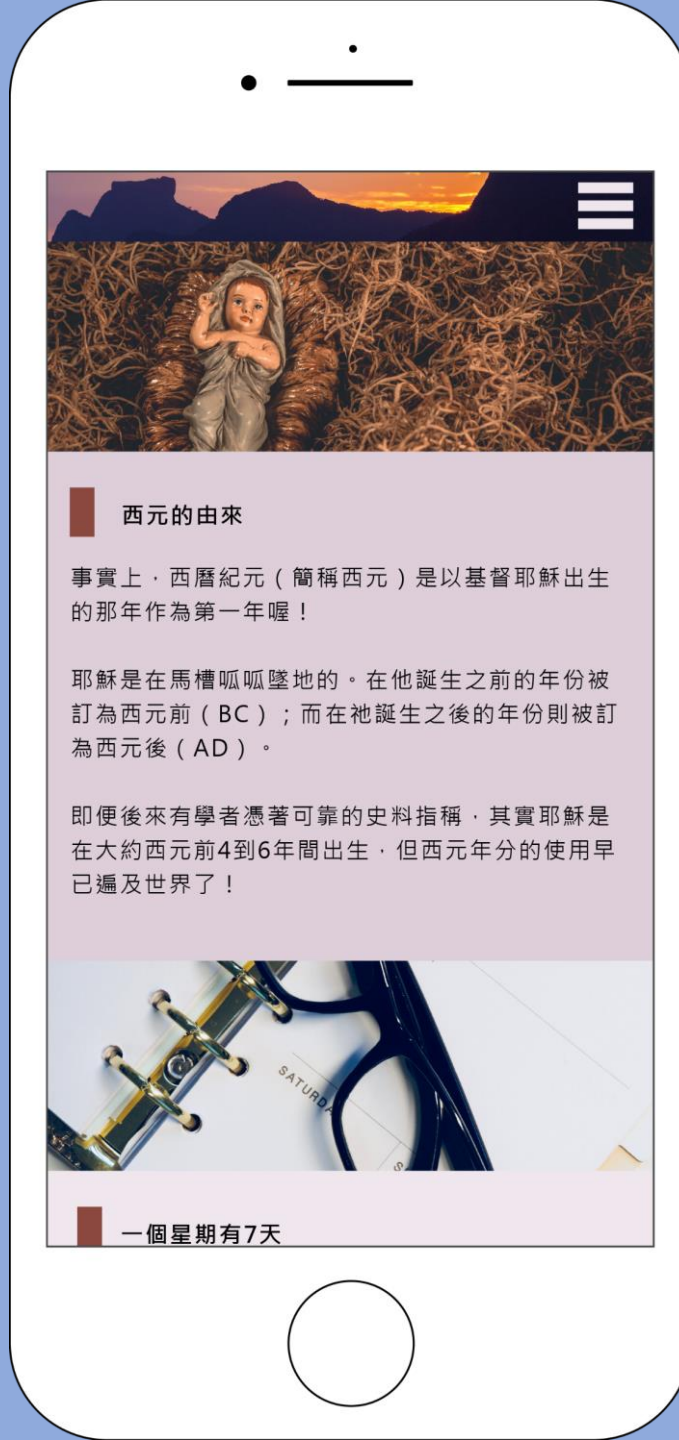 西元的由來
事實上，西曆紀元（簡稱西元）是以基督耶穌出生
的那年作為第一年喔！
耶穌是在馬槽呱呱墜地的。在他誕生之前的年份被
訂為西元前（BC）；而在祂誕生之後的年份則被訂
為西元後（AD）。
即便後來有學者憑著可靠的史料指稱，其實耶穌是
在大約西元前4到6年間出生，但西元年分的使用早
已遍及世界了！
SATURDA
S
一個星期有7天